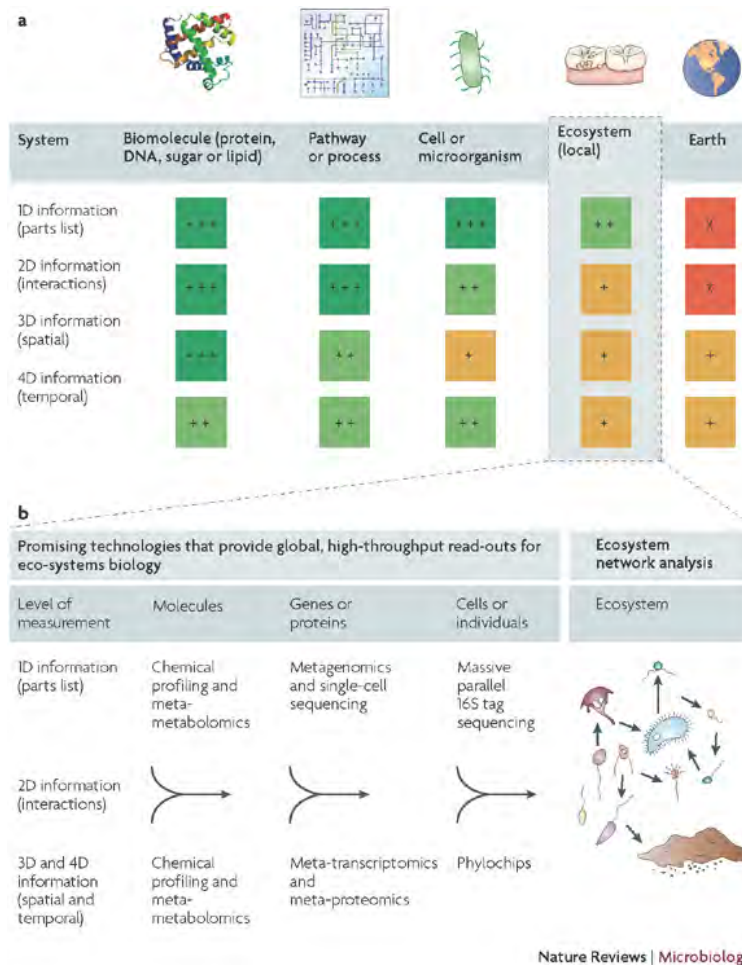 a
System
Biomolecule (protein,
DNA, sugar or lipid)
Pathway
or process
Cell or
microorganism
Ecosystem
(local)
Earth
1D information
(parts list)
+ + +
+ + +
+ + +
+ +
X
2D information
(interactions)
+ + +
+ + +
+ +
+
X
3D information
(spatial)
+ + +
+ +
+
+
+
4D information
(temporal)
+ +
+ +
+ +
+
+
b
Promising technologies that provide global, high-throughput read-outs for
eco-systems biology
Ecosystem
network analysis
Level of
measurement
Molecules
Genes or
proteins
Cells or
individuals
Ecosystem
1D information
(parts list)
Chemical
profiling and
meta-
metabolomics
Metagenomics
and single-cell
sequencing
Massive
parallel
16S tag
sequencing
2D information
(interactions)
3D and 4D
information
(spatial and
temporal)
Chemical
profiling and
meta-
metabolomics
Meta-transcriptomics
and
meta-proteomics
Phylochips
Nature Reviews | Microbiolog